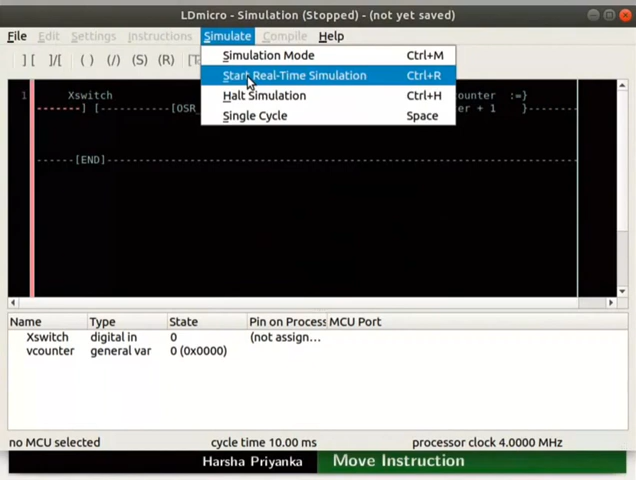 LDmicro - Simulation (Stopped) - (not yet saved)
File Edit Settings Instructions Simulate Compile Help
] [ ]/[ ( ) (/) (S) (R)
Simulation Mode Ctrl+M
Start Real-Time Simulation Ctrl+R
Halt Simulation Ctrl+H
Single Cycle Space
1 Xswitch ounter :=}
-------] [----------[OSR er + 1 }--------
------[END]----------
Name Type State Pin on Process MCU Port
Xswitch digital in 0 (not assign...
vcounter general var 0 (0x0000)
no MCU selected cycle time 10.00 ms processor clock 4.0000 MHz
Harsha Priyanka Move Instruction